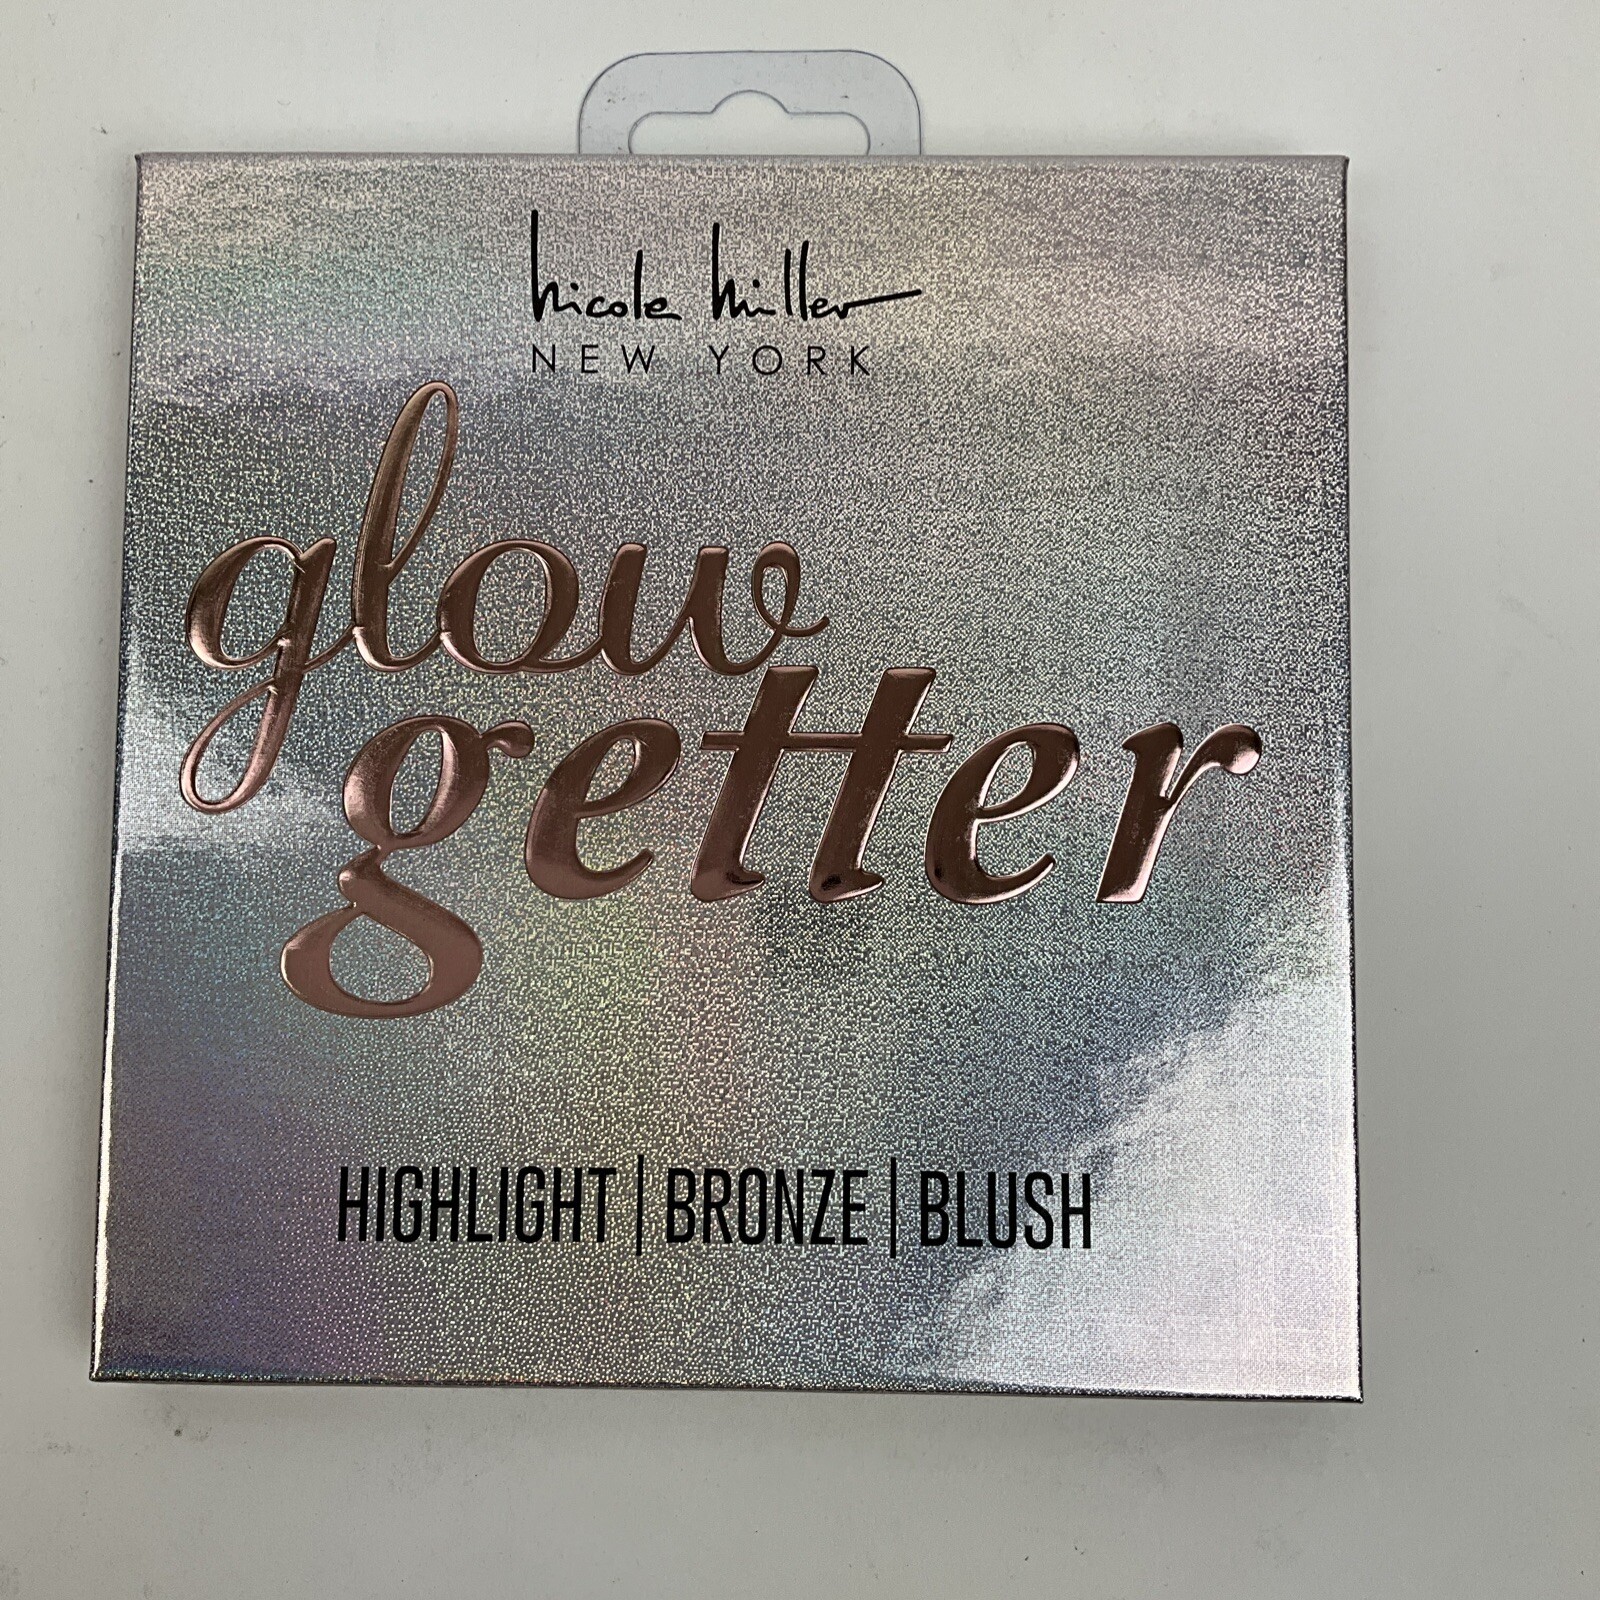 nicole miller
NEW YORK
glow
getter
HIGHLIGHT | BRONZE | BLUSH